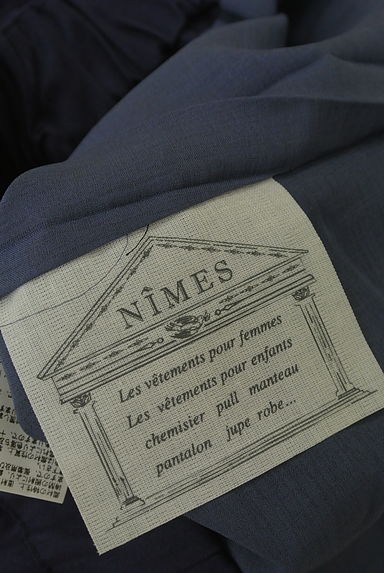 NÎMES
Les vêtements pour femmes
Les vêtements pour enfants
chemisier pull manteau
pantalon jupe robe...